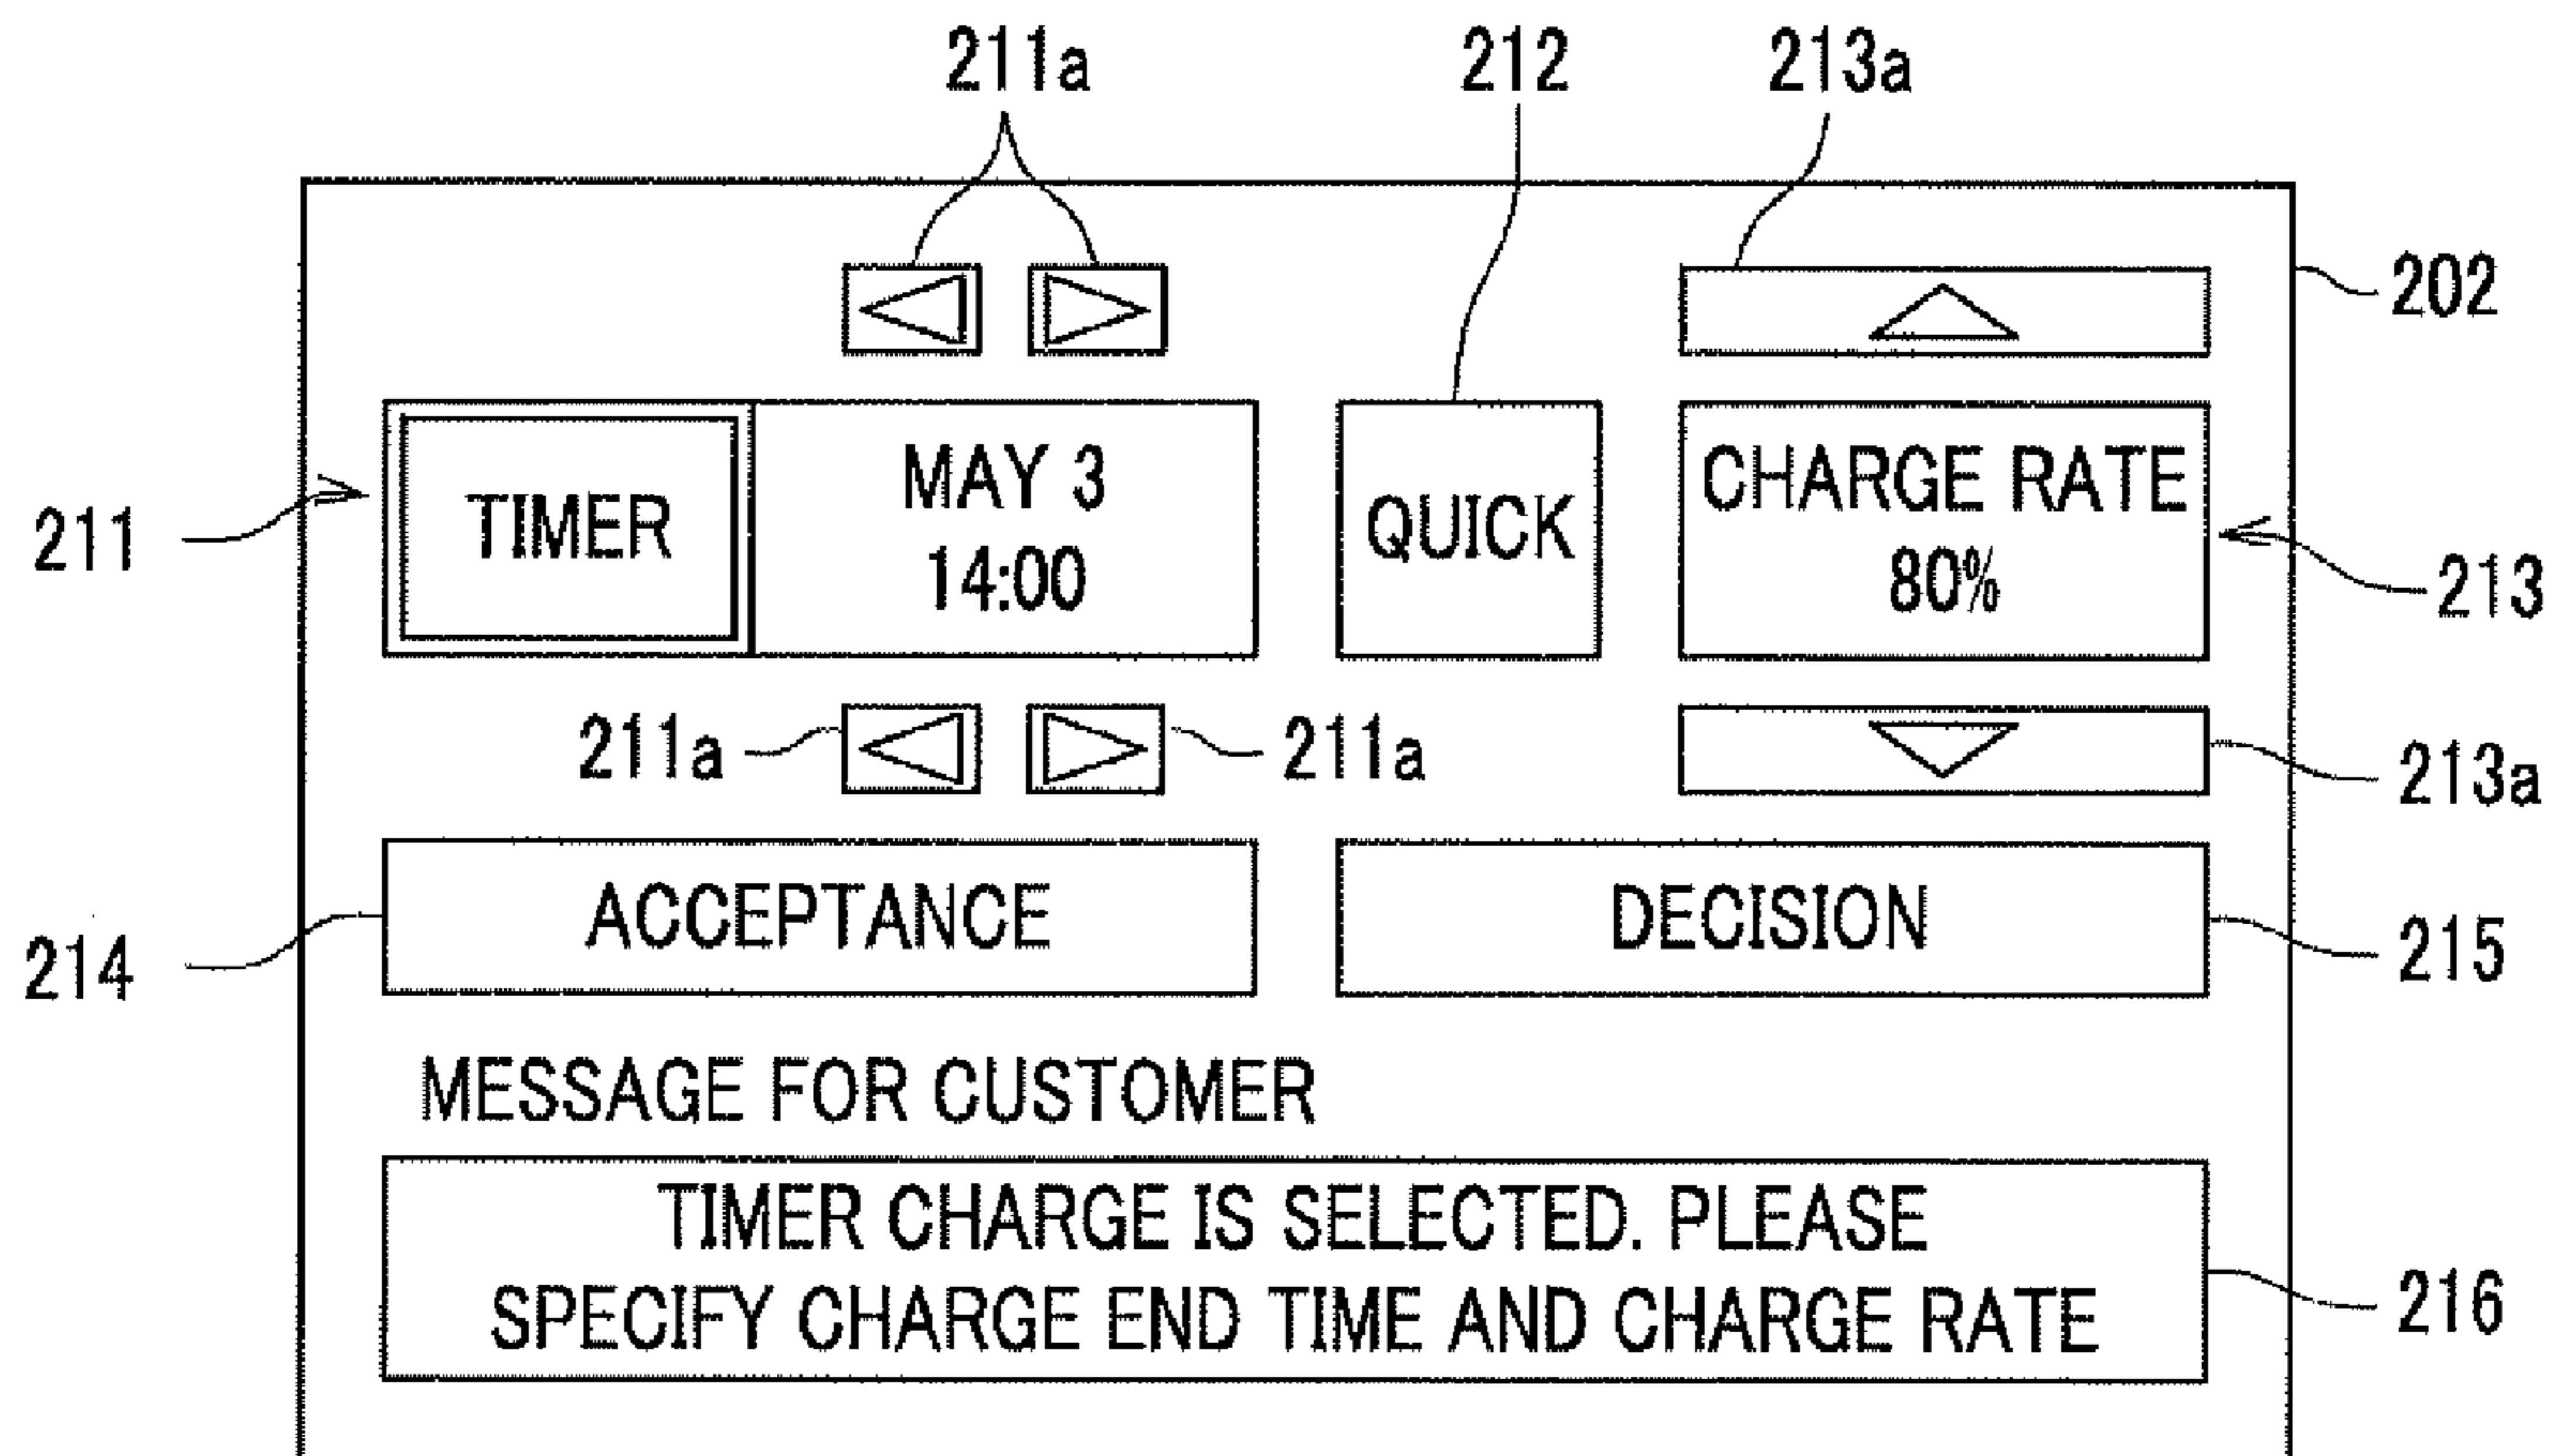 211a 212 213a
202
TIMER
MAY 3
14:00
QUICK
CHARGE RATE
80%
211
213
211a 211a
213a
ACCEPTANCE
DECISION
214
215
MESSAGE FOR CUSTOMER
TIMER CHARGE IS SELECTED. PLEASE
SPECIFY CHARGE END TIME AND CHARGE RATE
216